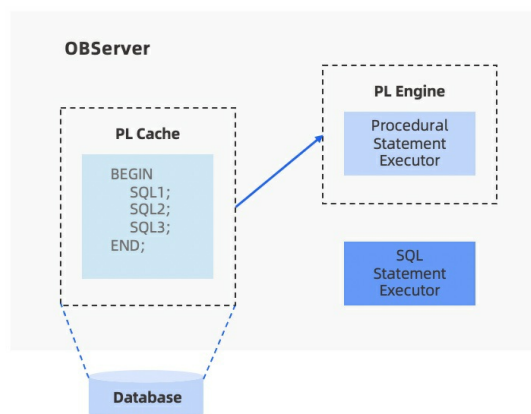 OBServer
PL Cache
BEGIN
SQL1;
SQL2;
SQL3;
END;
PL Engine
Procedural
Statement
Executor
SQL
Statement
Executor
Database